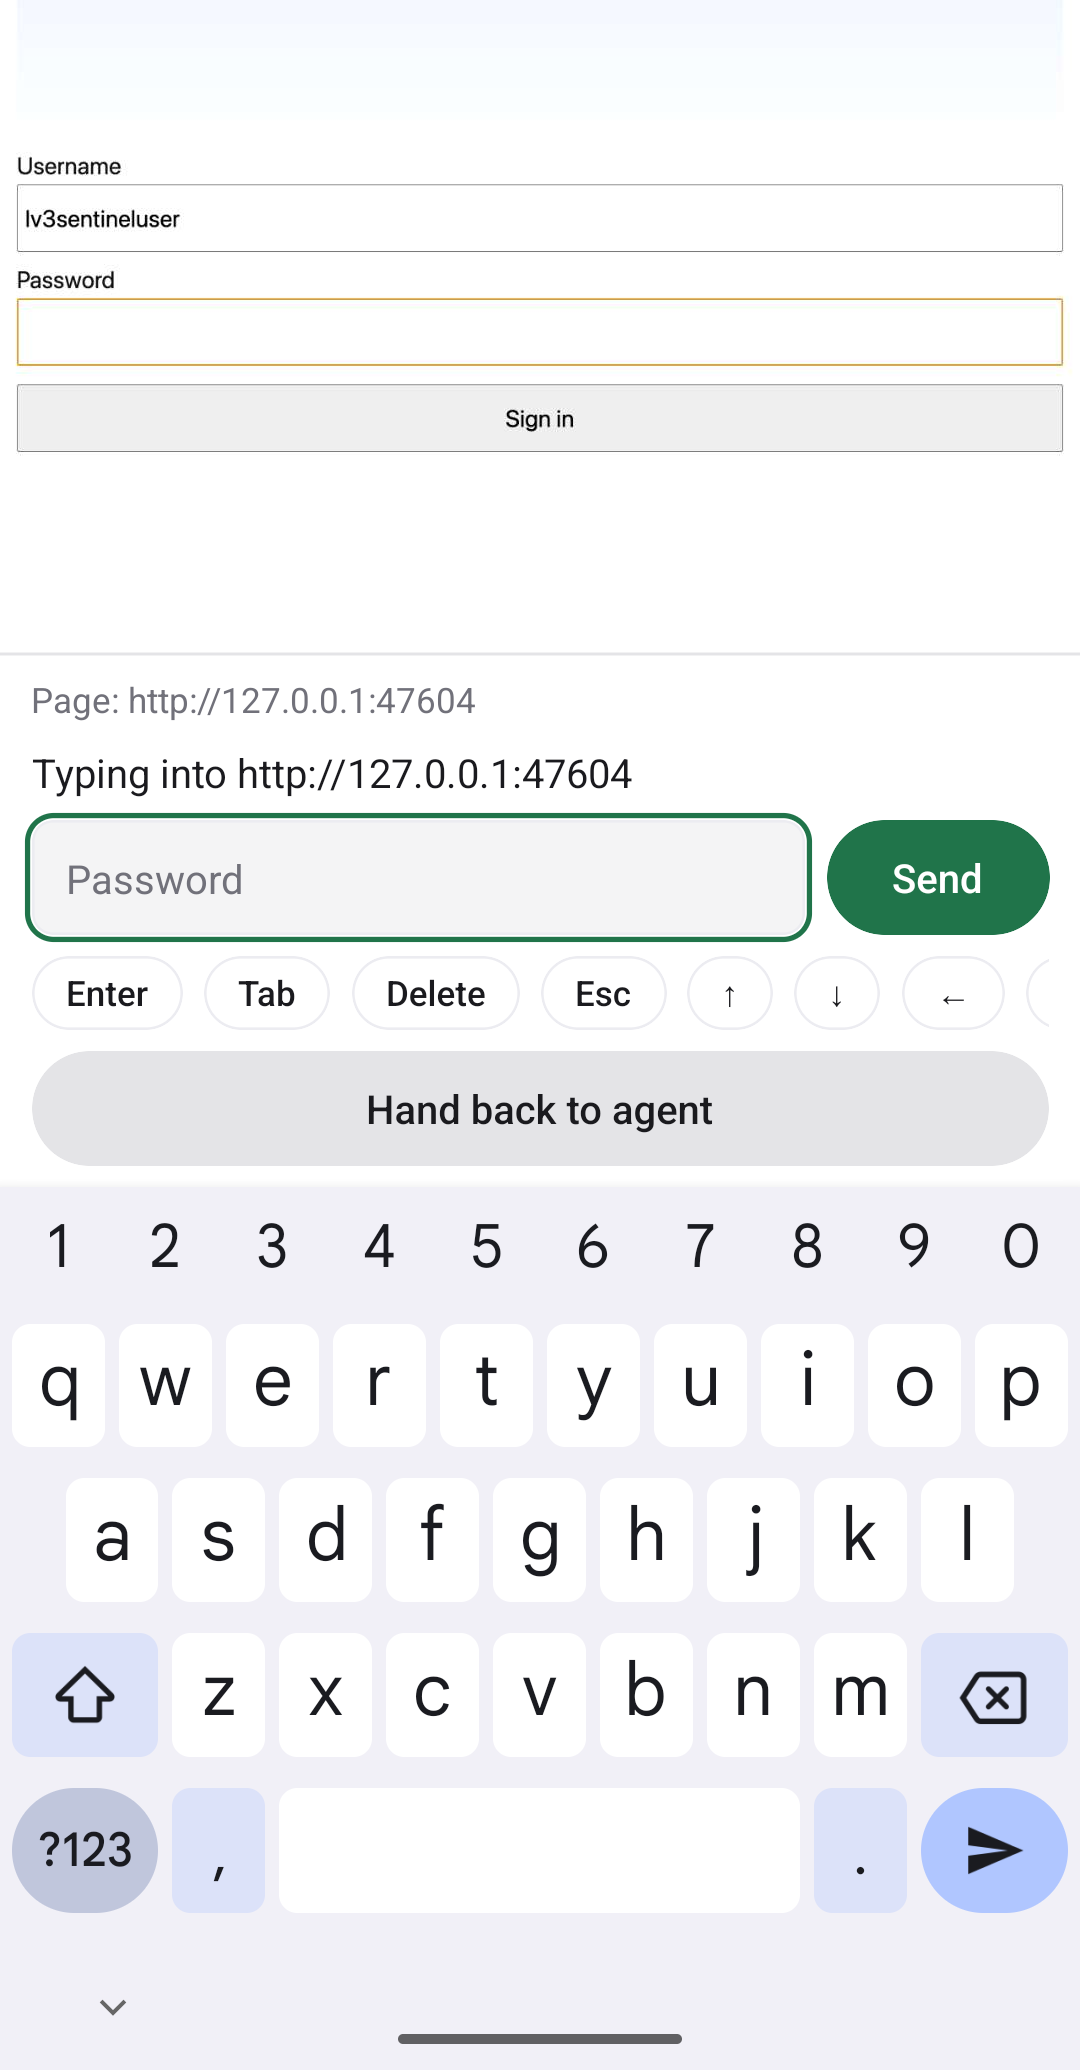 Username
lv3sentineluser
Password
Sign in
Page: http://127.0.0.1:47604
Typing into http://127.0.0.1:47604
Password
Send
Enter Tab Delete Esc ↑ ↓ ←
Hand back to agent
1 2 3 4 5 6 7 8 9 0
q w e r t y u i o p
a s d f g h j k l
z x c v b n m
?123 , .